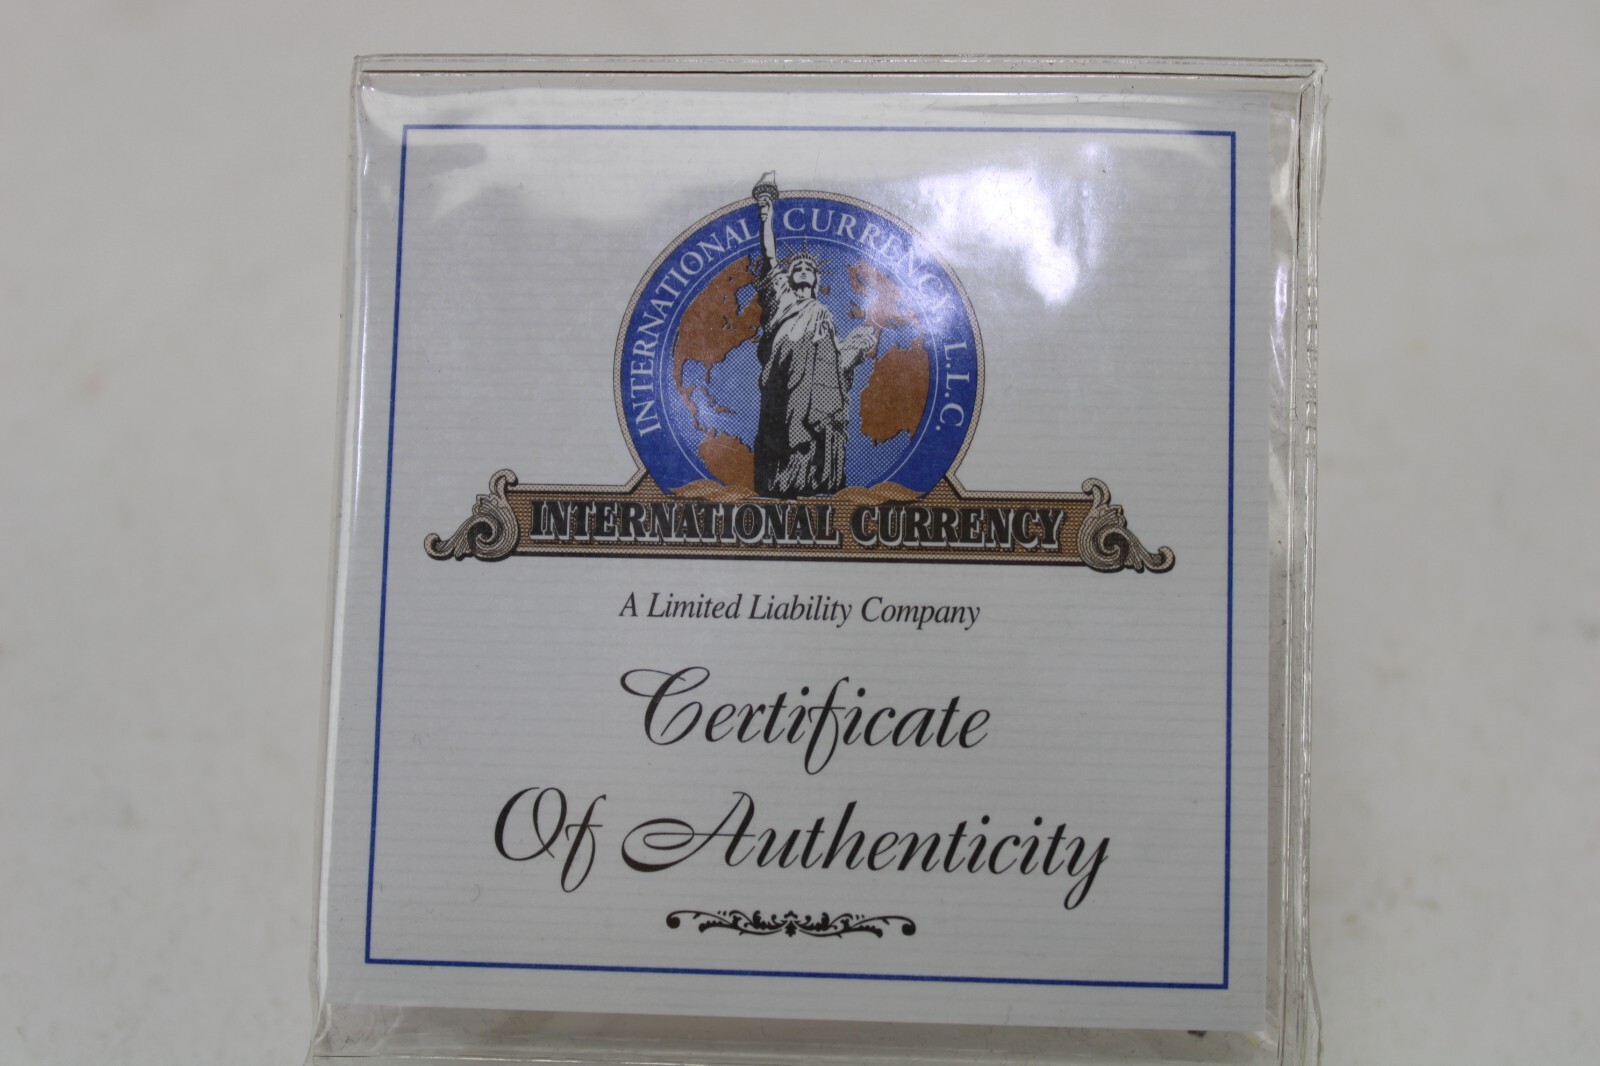 INTERNATIONAL CURRENCY L.L.C.
INTERNATIONAL CURRENCY
A Limited Liability Company
Certificate
Of Authenticity